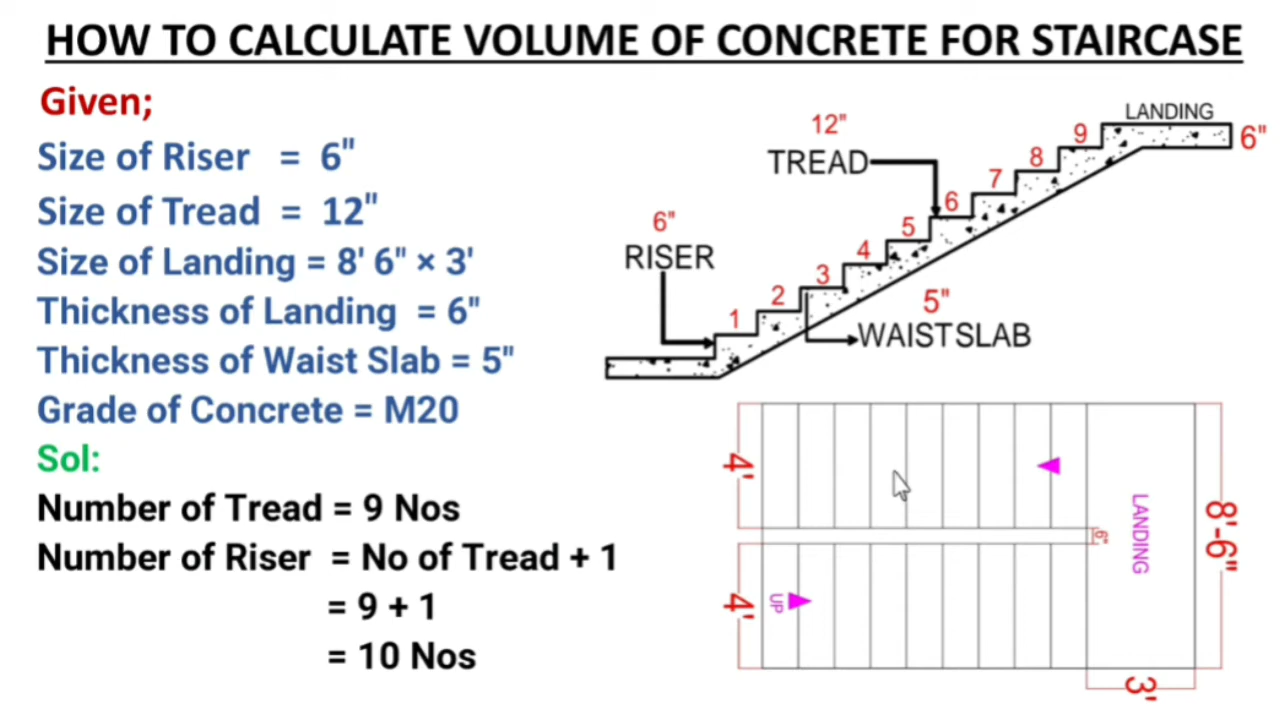 HOW TO CALCULATE VOLUME OF CONCRETE FOR STAIRCASE
Given;
Size of Riser = 6"
Size of Tread = 12"
Size of Landing = 8' 6" × 3'
Thickness of Landing = 6"
Thickness of Waist Slab = 5"
Grade of Concrete = M20
Sol:
Number of Tread = 9 Nos
Number of Riser = No of Tread + 1
= 9 + 1
= 10 Nos
LANDING
6"
12"
TREAD
6"
RISER
1
2
3
4
5
6
7
8
9
5"
WAIST SLAB
4'
4'
UP
6"
LANDING
8'-6"
3'